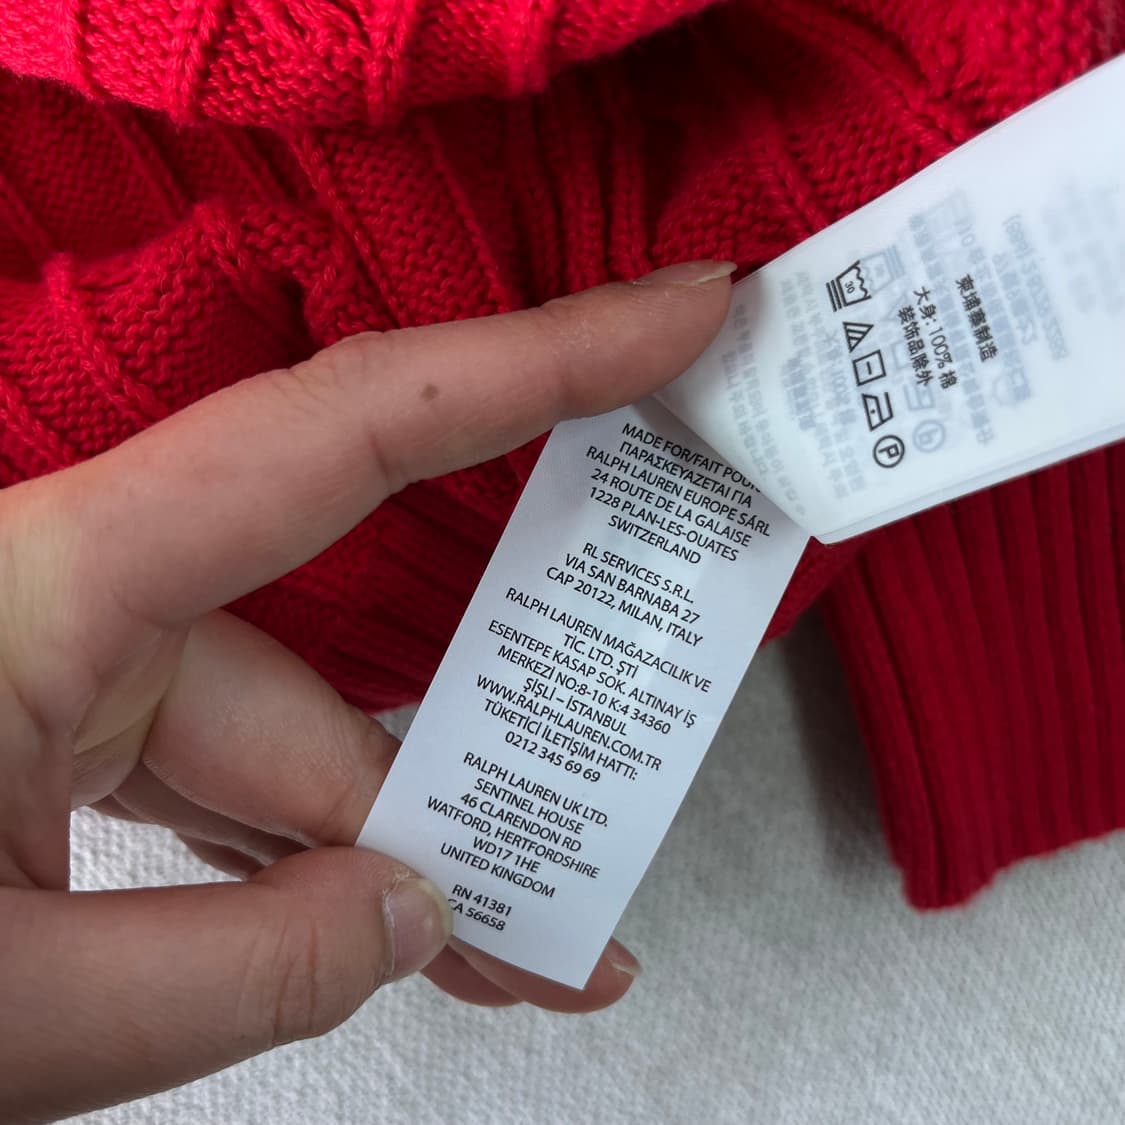 MADE FOR/FAIT POUR
ΠΑΡΑΣΚΕΥΑΖΕΤΑΙ ΓΙΑ
RALPH LAUREN EUROPE SÁRL
24 ROUTE DE LA GALAISE
1228 PLAN-LES-OUATES
SWITZERLAND
RL SERVICES S.R.L.
VIA SAN BARNABA 27
CAP 20122, MILAN, ITALY
RALPH LAUREN MAĞAZACILIK VE
TİC. LTD. ŞTİ
ESENTEPE KASAP SOK. ALTINAY İŞ
MERKEZİ NO:8-10 K:4 34360
ŞİŞLİ – İSTANBUL
WWW.RALPHLAUREN.COM.TR
TÜKETİCİ İLETİŞİM HATTI:
0212 345 69 69
RALPH LAUREN UK LTD.
SENTINEL HOUSE
46 CLARENDON RD
WATFORD, HERTFORDSHIRE
WD17 1HE
UNITED KINGDOM
RN 41381
CA 56658
柬埔寨制造
大身: 100% 棉
装饰品除外
30
P